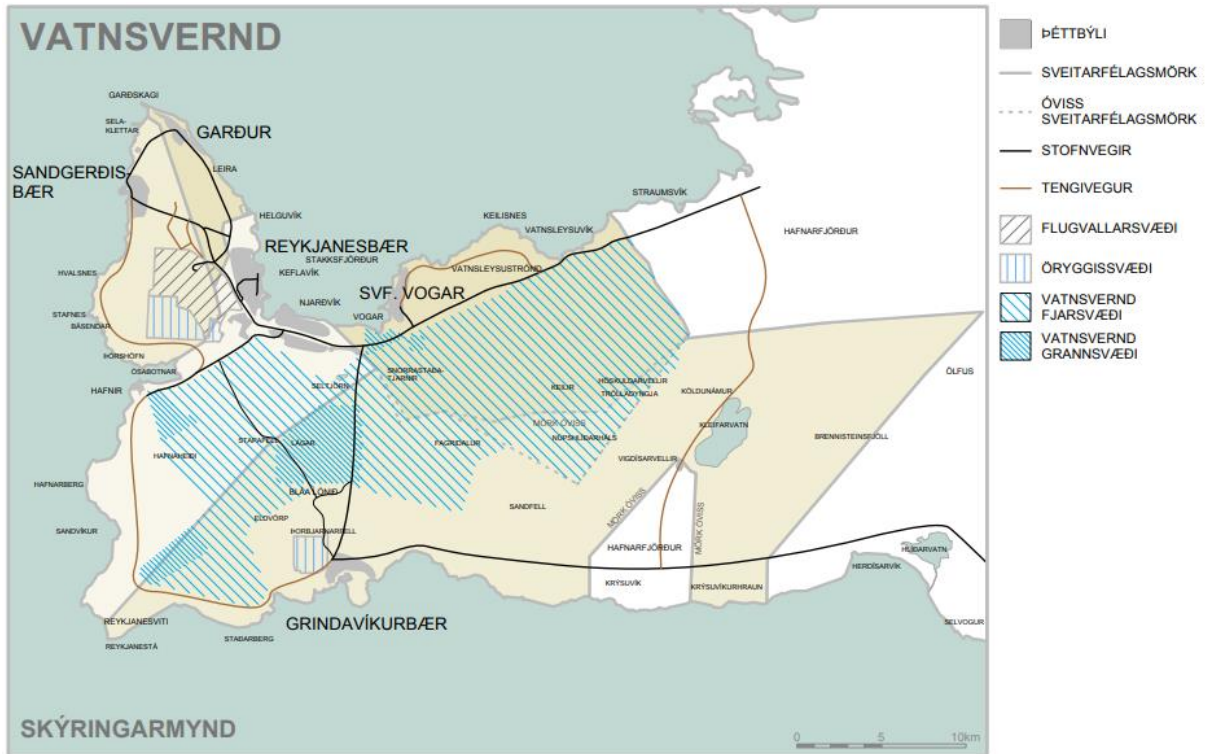 VATNSVERND
GARÐSKAGI
SELA-
KLETTAR
GARÐUR
SANDGERÐIS-
BÆR
LEIRA
HELGUVÍK
REYKJANESBÆR
STAKKSFJÖRÐUR
KEFLAVÍK
NJARÐVÍK
HVALSNES
STAFNES
BÁSENDAR
ÞÓRSHÖFN
ÓSABOTNAR
HAFNIR
STRAUMSVÍK
KEILISNES
VATNSLEYSUVÍK
HAFNARFJÖRÐUR
VATNSLEYSUSTRÖND
SVF. VOGAR
VOGAR
SNORRASTAÐA-
TJARNIR
SELTJÖRN
KEILIR
HÖSKULDARVELLIR
TRÖLLADYNGJA
KÖLDUNÁMUR
ÖLFUS
MÖRK ÓVISS
KLEIFARVATN
STAPAFELL
LÁGAR
FAGRIDALUR
NÚPSHLÍÐARHÁLS
BRENNISTEINSFJÖLL
HAFNAHEIÐI
VIGDÍSARVELLIR
HAFNARBERG
BLÁA LÓNIÐ
SANDFELL
MÖRK ÓVISS
MÖRK ÓVISS
SANDVÍKUR
ELDVÖRP
ÞORBJARNARFELL
HAFNARFJÖRÐUR
HLÍÐARVATN
HERDÍSARVÍK
KRÝSUVÍK
KRÝSUVÍKURHRAUN
REYKJANESVITI
GRINDAVÍKURBÆR
SELVOGUR
STAÐARBERG
REYKJANESTÁ
SKÝRINGARMYND
0 5 10km
ÞÉTTBÝLI
SVEITARFÉLAGSMÖRK
ÓVISS
SVEITARFÉLAGSMÖRK
STOFNVEGIR
TENGIVEGUR
FLUGVALLARSVÆÐI
ÖRYGGISSVÆÐI
VATNSVERND
FJARSVÆÐI
VATNSVERND
GRANNSVÆÐI